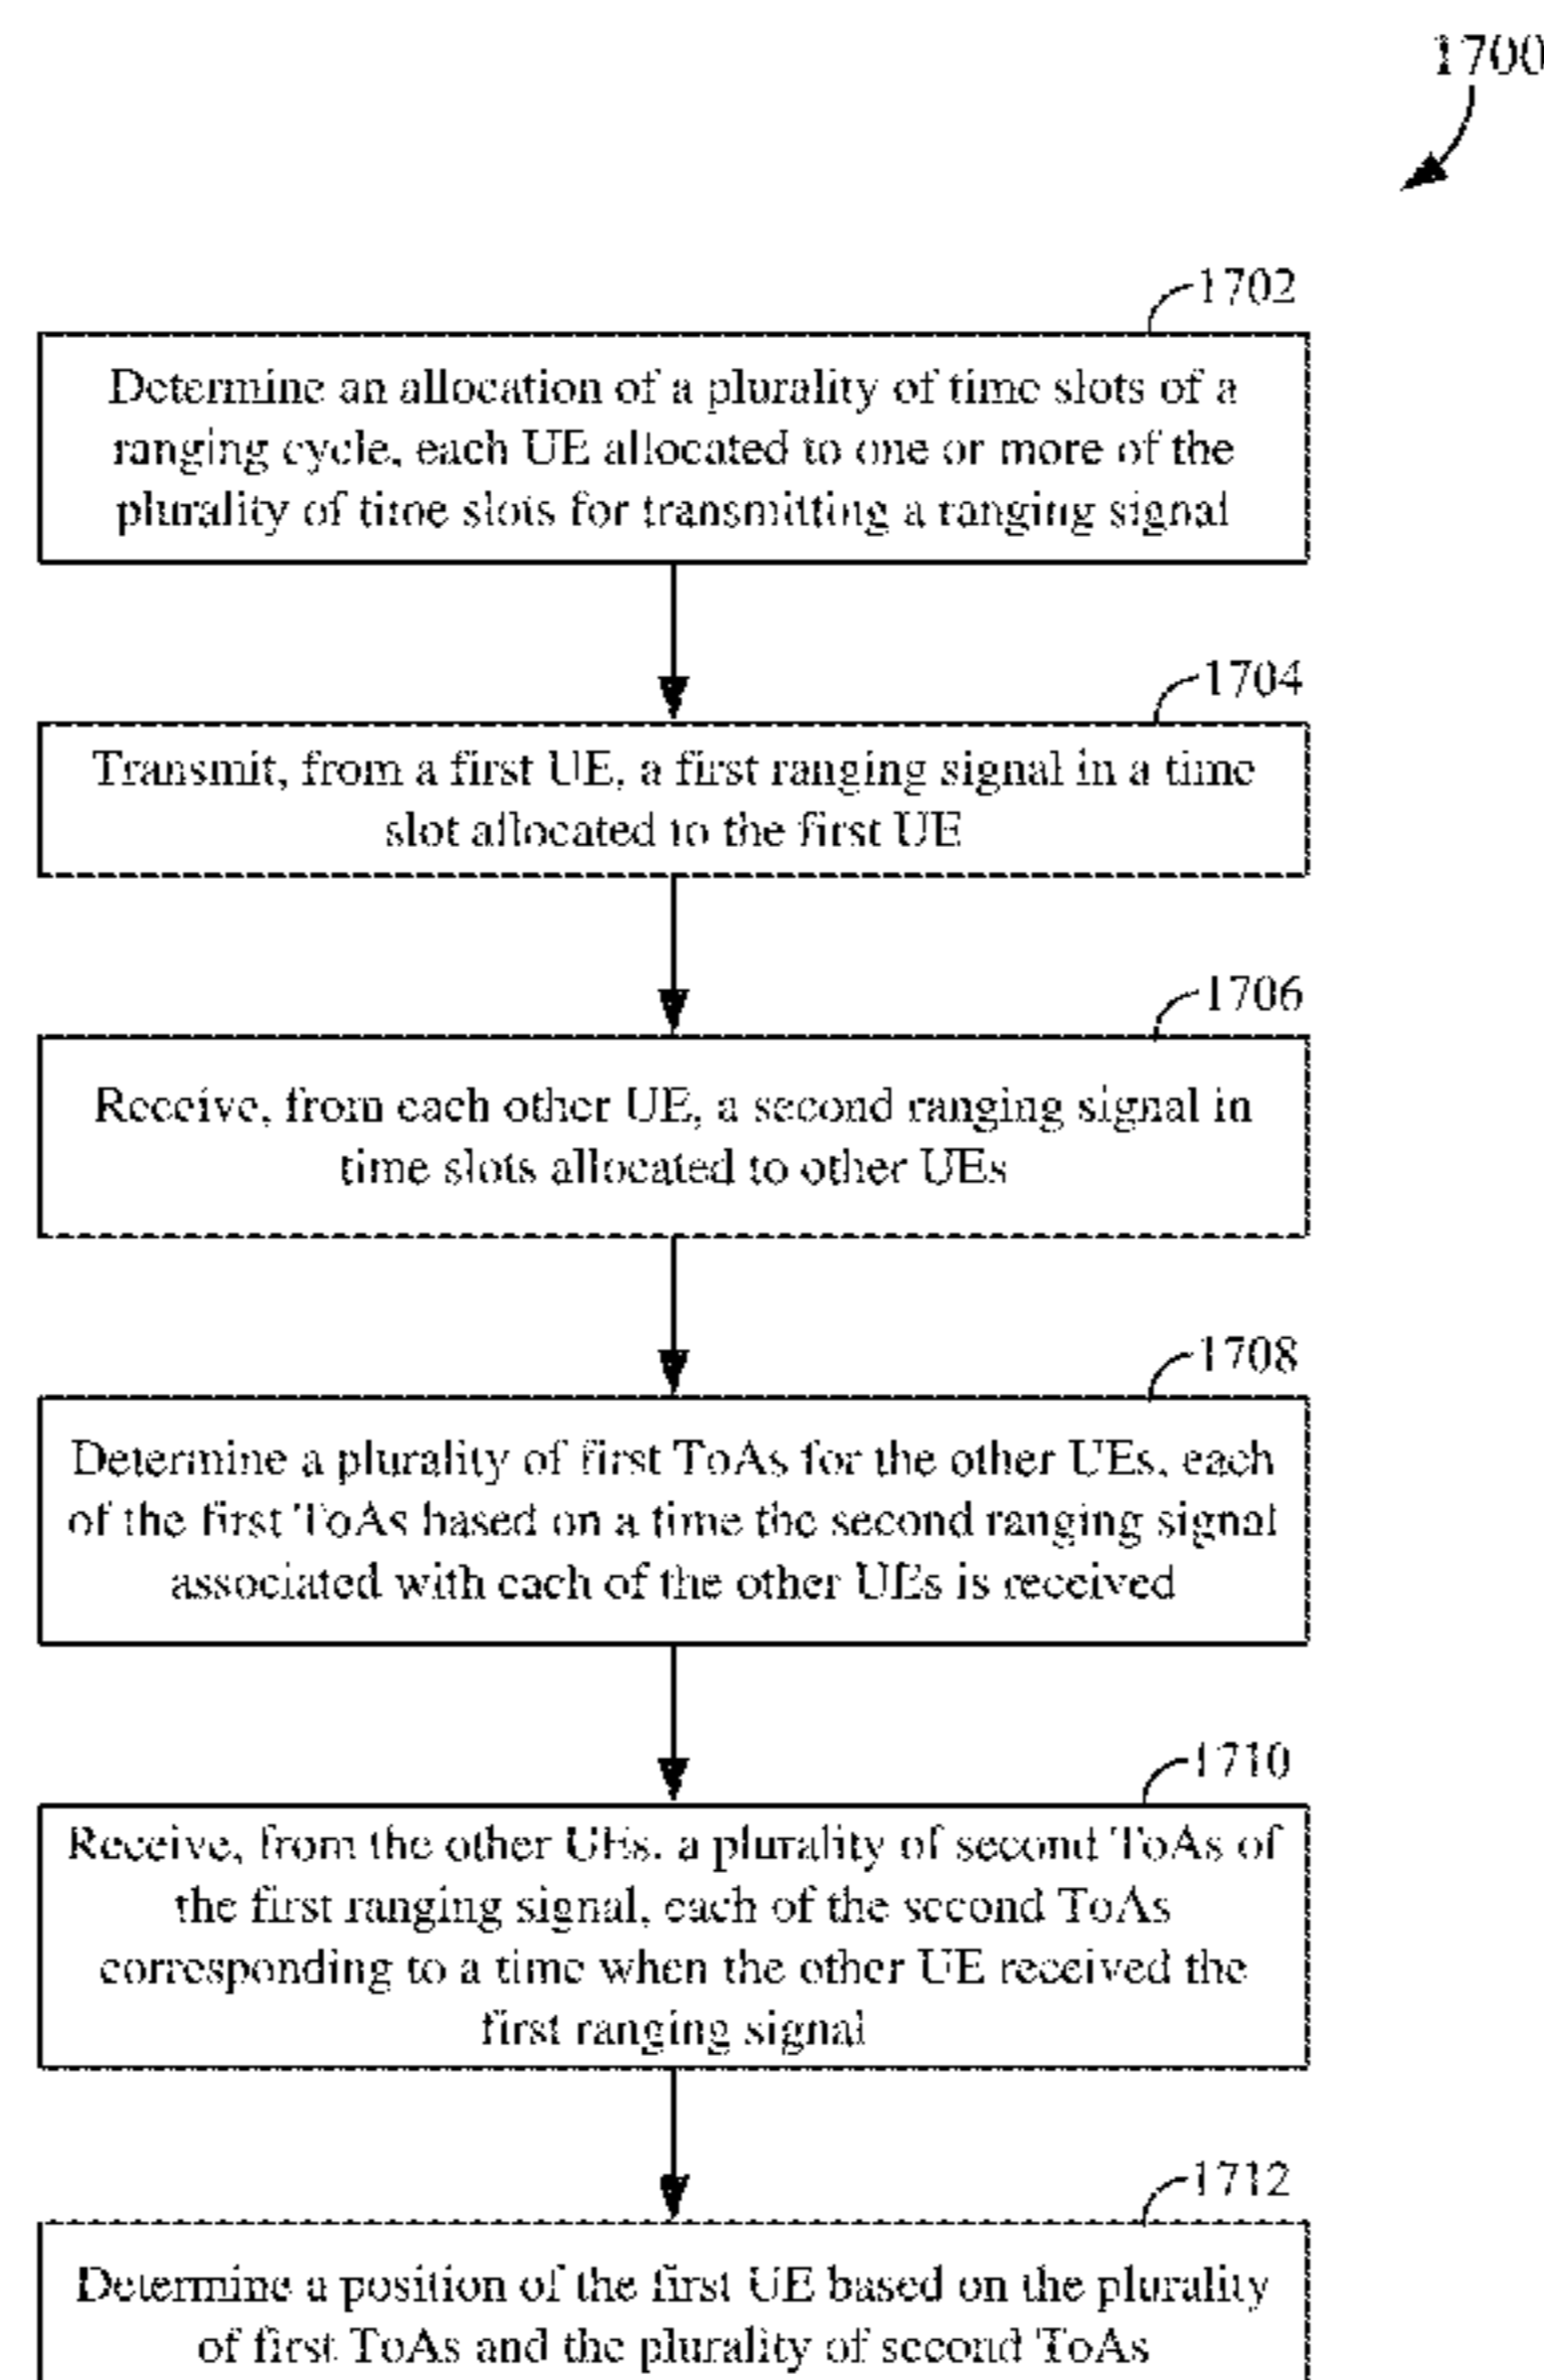 1700
1702
Determine an allocation of a plurality of time slots of a
ranging cycle, each UE allocated to one or more of the
plurality of time slots for transmitting a ranging signal
1704
Transmit, from a first UE, a first ranging signal in a time
slot allocated to the first UE
1706
Receive, from each other UE, a second ranging signal in
time slots allocated to other UEs
1708
Determine a plurality of first ToAs for the other UEs, each
of the first ToAs based on a time the second ranging signal
associated with each of the other UEs is received
1710
Receive, from the other UEs, a plurality of second ToAs of
the first ranging signal, each of the second ToAs
corresponding to a time when the other UE received the
first ranging signal
1712
Determine a position of the first UE based on the plurality
of first ToAs and the plurality of second ToAs